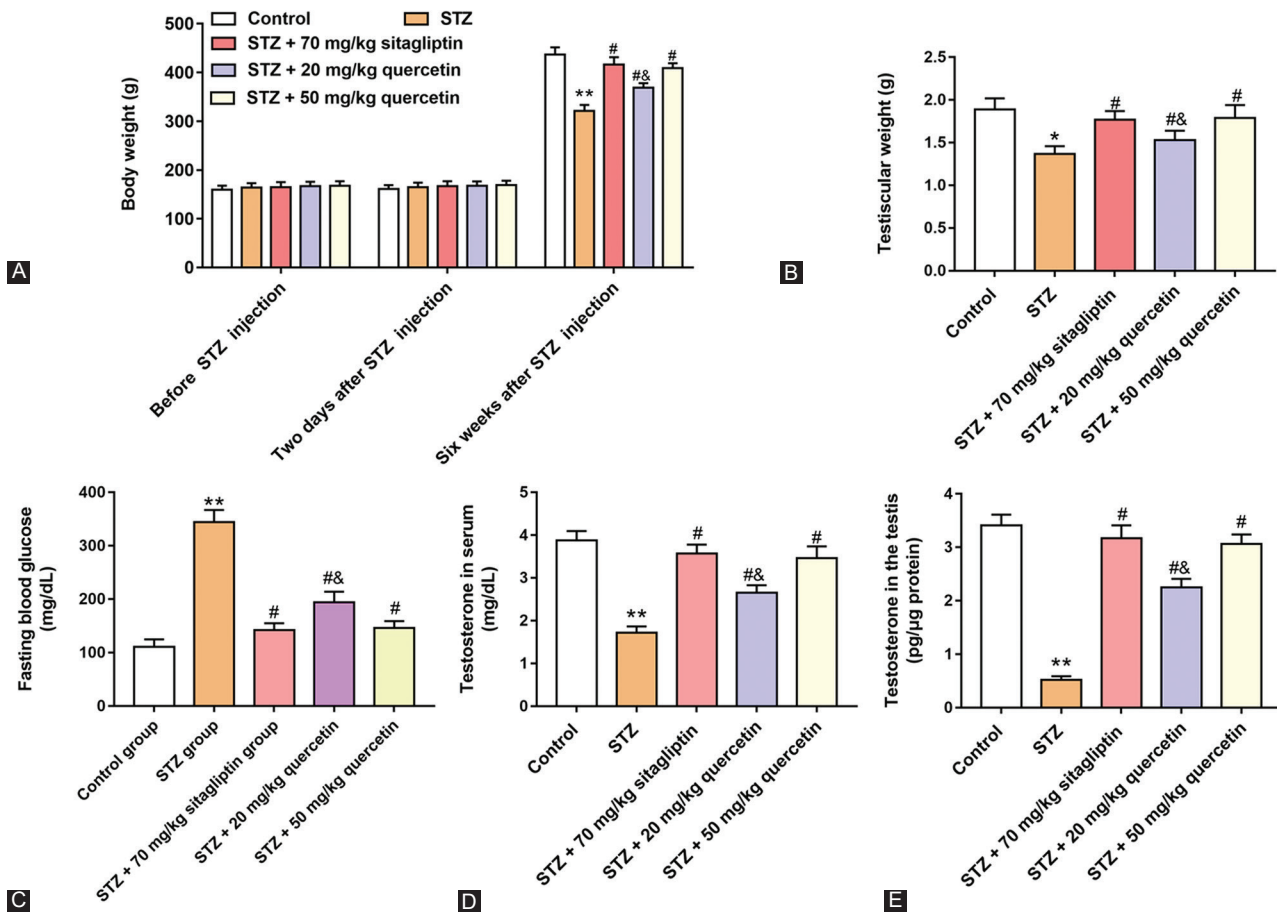 Control
STZ
STZ + 70 mg/kg sitagliptin
STZ + 20 mg/kg quercetin
STZ + 50 mg/kg quercetin
Body weight (g)
500
400
300
200
100
0
**
#
#&
#
Before STZ injection
Two days after STZ injection
Six weeks after STZ injection
A
Testiscular weight (g)
2.5
2.0
1.5
1.0
0.5
0.0
*
#
#&
#
Control
STZ
STZ + 70 mg/kg sitagliptin
STZ + 20 mg/kg quercetin
STZ + 50 mg/kg quercetin
B
Fasting blood glucose
(mg/dL)
400
300
200
100
0
**
#
#&
#
Control group
STZ group
STZ + 70 mg/kg sitagliptin group
STZ + 20 mg/kg quercetin
STZ + 50 mg/kg quercetin
C
Testosterone in serum
(mg/dL)
5
4
3
2
1
0
**
#
#&
#
Control
STZ
STZ + 70 mg/kg sitagliptin
STZ + 20 mg/kg quercetin
STZ + 50 mg/kg quercetin
D
Testosterone in the testis
(pg/μg protein)
4
3
2
1
0
**
#
#&
#
Control
STZ
STZ + 70 mg/kg sitagliptin
STZ + 20 mg/kg quercetin
STZ + 50 mg/kg quercetin
E